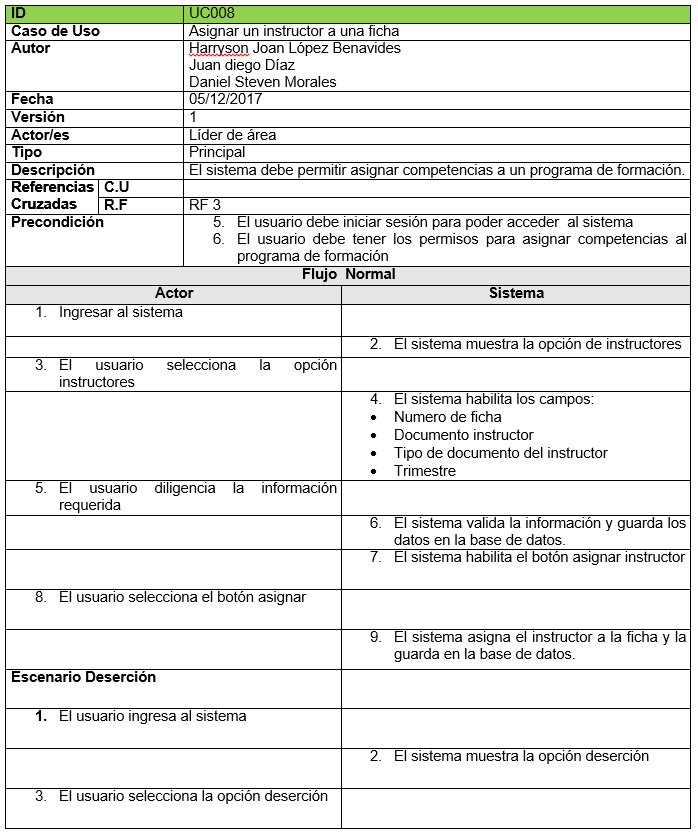 ID UC008
Caso de Uso Asignar un instructor a una ficha
Autor Harryson Joan López Benavides
Juan diego Díaz
Daniel Steven Morales
Fecha 05/12/2017
Versión 1
Actor/es Líder de área
Tipo Principal
Descripción El sistema debe permitir asignar competencias a un programa de formación.
Referencias C.U
Cruzadas R.F RF 3
Precondición 5. El usuario debe iniciar sesión para poder acceder al sistema
6. El usuario debe tener los permisos para asignar competencias al
programa de formación
Flujo Normal
Actor Sistema
1. Ingresar al sistema
2. El sistema muestra la opción de instructores
3. El usuario selecciona la opción
instructores
4. El sistema habilita los campos:
• Numero de ficha
• Documento instructor
• Tipo de documento del instructor
• Trimestre
5. El usuario diligencia la información
requerida
6. El sistema valida la información y guarda los
datos en la base de datos.
7. El sistema habilita el botón asignar instructor
8. El usuario selecciona el botón asignar
9. El sistema asigna el instructor a la ficha y la
guarda en la base de datos.
Escenario Deserción
1. El usuario ingresa al sistema
2. El sistema muestra la opción deserción
3. El usuario selecciona la opción deserción